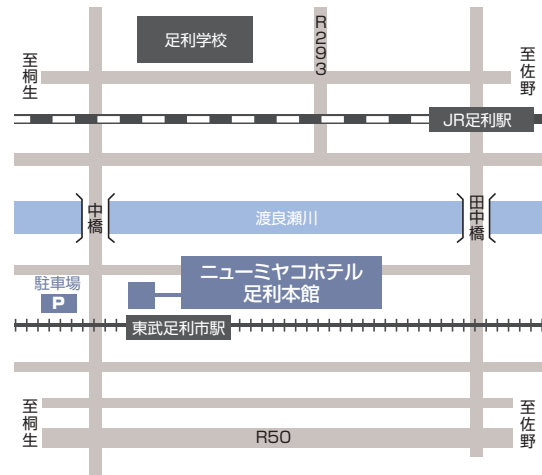 足利学校
R293
至桐生
至佐野
JR足利駅
中橋
渡良瀬川
田中橋
ニューミヤコホテル
足利本館
駐車場
P
東武足利市駅
至桐生
至佐野
R50